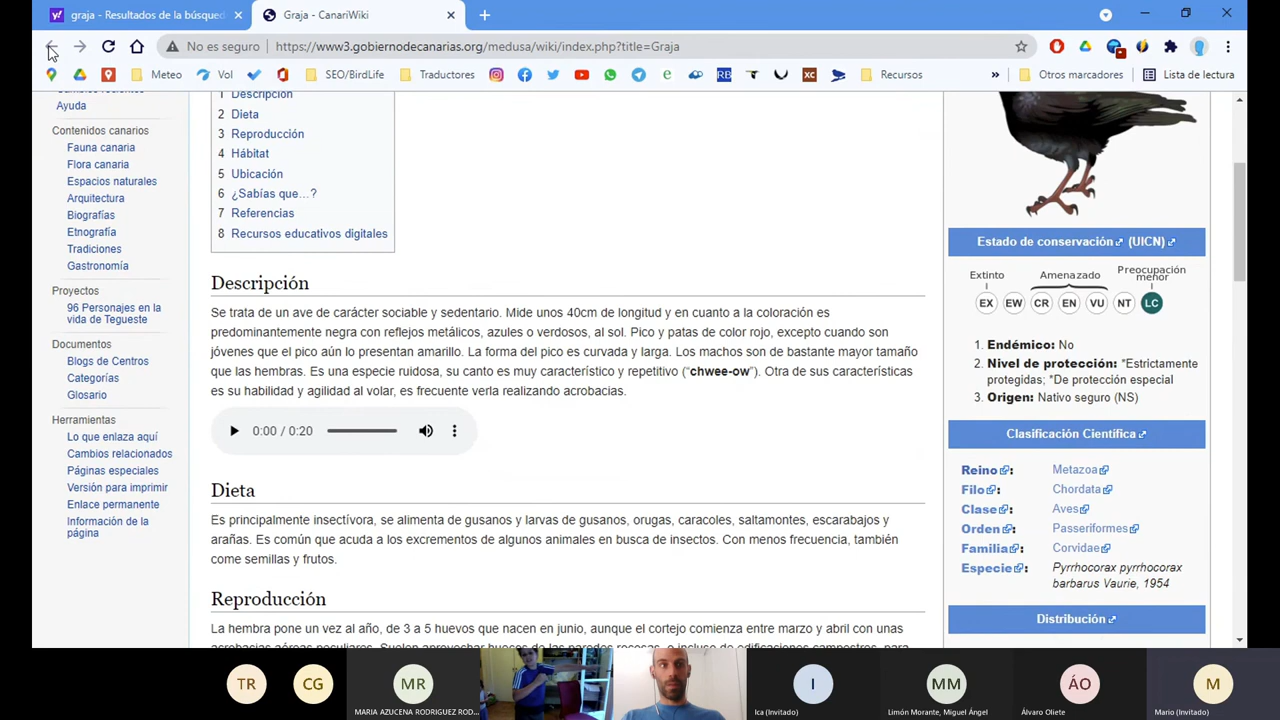 graja - Resultados de la búsqued
Graja - CanariWiki
No es seguro
https://www3.gobiernodecanarias.org/medusa/wiki/index.php?title=Graja
Meteo
Vol
SEO/BirdLife
Traductores
Recursos
»
Otros marcadores
Lista de lectura
Ayuda
Contenidos canarios
Fauna canaria
Flora canaria
Espacios naturales
Arquitectura
Biografías
Etnografía
Tradiciones
Gastronomía
Proyectos
96 Personajes en la
vida de Tegueste
Documentos
Blogs de Centros
Categorías
Glosario
Herramientas
Lo que enlaza aquí
Cambios relacionados
Páginas especiales
Versión para imprimir
Enlace permanente
Información de la
página
1 Descripción
2 Dieta
3 Reproducción
4 Hábitat
5 Ubicación
6 ¿Sabías que...?
7 Referencias
8 Recursos educativos digitales
Descripción
Se trata de un ave de carácter sociable y sedentario. Mide unos 40cm de longitud y en cuanto a la coloración es
predominantemente negra con reflejos metálicos, azules o verdosos, al sol. Pico y patas de color rojo, excepto cuando son
jóvenes que el pico aún lo presentan amarillo. La forma del pico es curvada y larga. Los machos son de bastante mayor tamaño
que las hembras. Es una especie ruidosa, su canto es muy característico y repetitivo ("chwee-ow"). Otra de sus características
es su habilidad y agilidad al volar, es frecuente verla realizando acrobacias.
0:00 / 0:20
Dieta
Es principalmente insectívora, se alimenta de gusanos y larvas de gusanos, orugas, caracoles, saltamontes, escarabajos y
arañas. Es común que acuda a los excrementos de algunos animales en busca de insectos. Con menos frecuencia, también
come semillas y frutos.
Reproducción
La hembra pone un vez al año, de 3 a 5 huevos que nacen en junio, aunque el cortejo comienza entre marzo y abril con unas
Estado de conservación (UICN)
Extinto
Amenazado
Preocupación
menor
EX EW CR EN VU NT LC
1. Endémico: No
2. Nivel de protección: *Estrictamente
protegidas; *De protección especial
3. Origen: Nativo seguro (NS)
Clasificación Científica
Reino: Metazoa
Filo: Chordata
Clase: Aves
Orden: Passeriformes
Familia: Corvidae
Especie: Pyrrhocorax pyrrhocorax
barbarus Vaurie, 1954
Distribución
TR
CG
MR
MARIA AZUCENA RODRIGUEZ ROD...
I
Ica (Invitado)
MM
Limón Morante, Miguel Ángel
ÁO
Álvaro Oliete
M
Mario (Invitado)